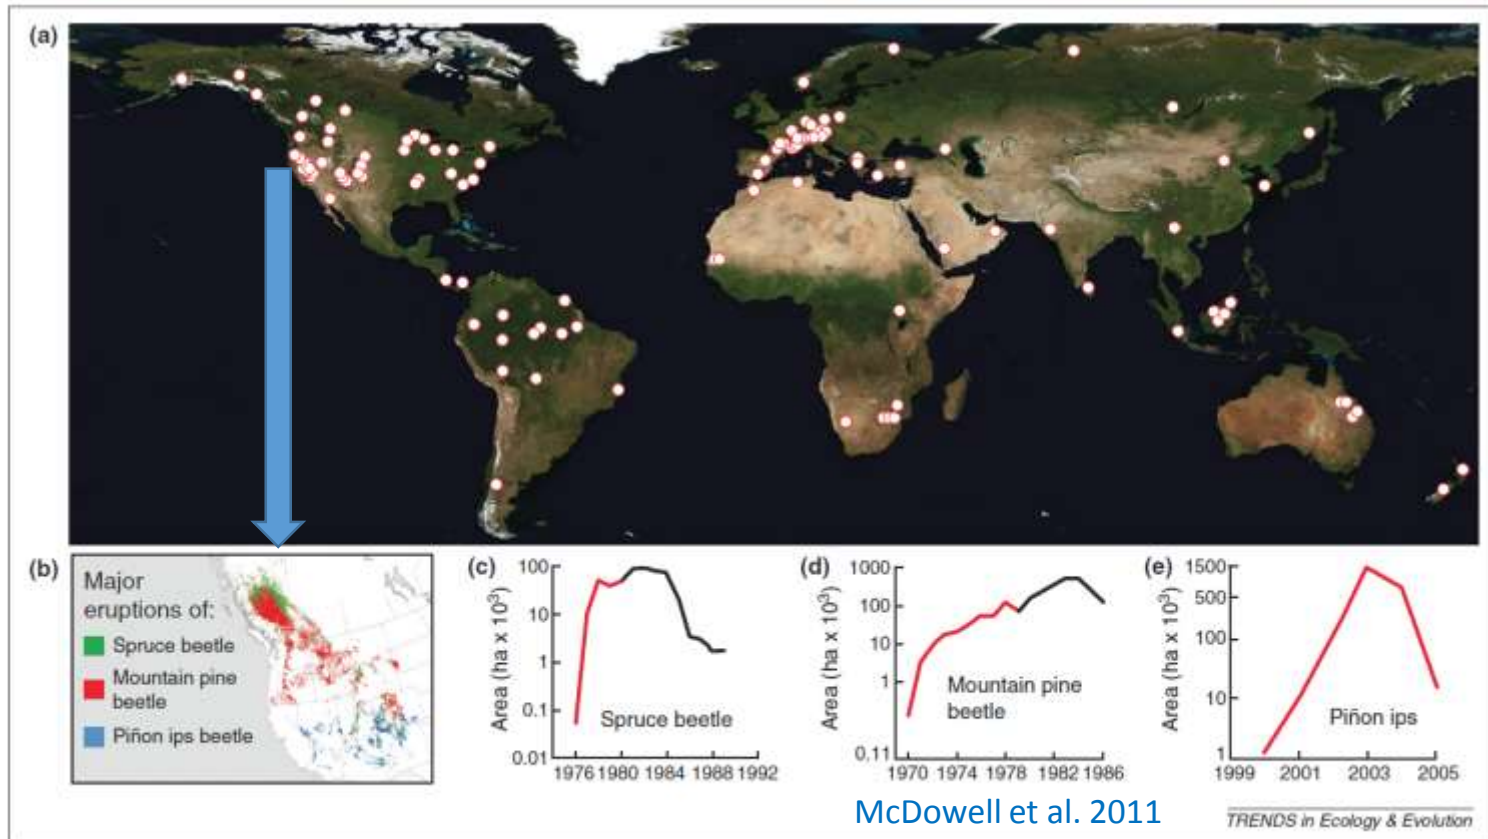 (a)
(b)
Major
eruptions of:
Spruce beetle
Mountain pine
beetle
Piñon ips beetle
(c)
Area (ha x 10³)
100
10
1
0.1
0.01
Spruce beetle
1976 1980 1984 1988 1992
(d)
Area (ha x 10³)
1000
100
10
1
0.11
Mountain pine
beetle
1970 1974 1978 1982 1986
(e)
Area (ha x 10³)
1500
500
100
10
1
Piñon ips
1999 2001 2003 2005
McDowell et al. 2011
TRENDS in Ecology & Evolution